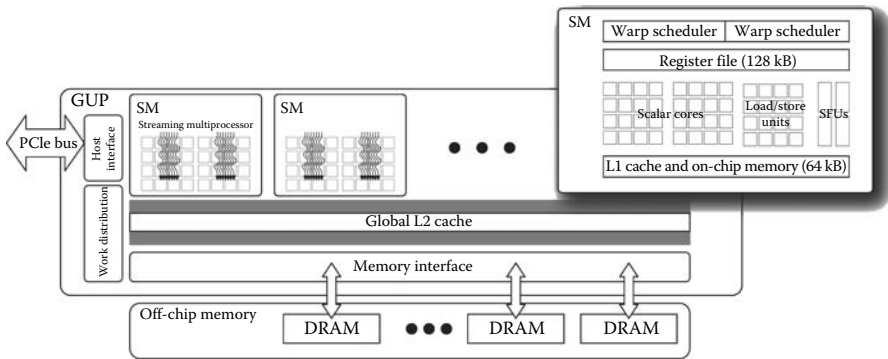 SM
Warp scheduler
Warp scheduler
Register file (128 kB)
Scalar cores
Load/store
units
SFUs
L1 cache and on-chip memory (64 kB)
GUP
PCle bus
Host
interface
Work distribution
SM
Streaming multiprocessor
SM
Global L2 cache
Memory interface
Off-chip memory
DRAM
DRAM
DRAM